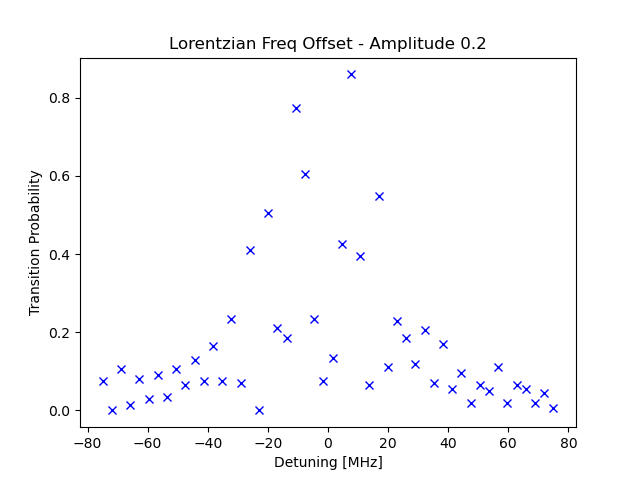 Lorentzian Freq Offset - Amplitude 0.2
Transition Probability
0.8
0.6
0.4
0.2
0.0
−80 −60 −40 −20 0 20 40 60 80
Detuning [MHz]